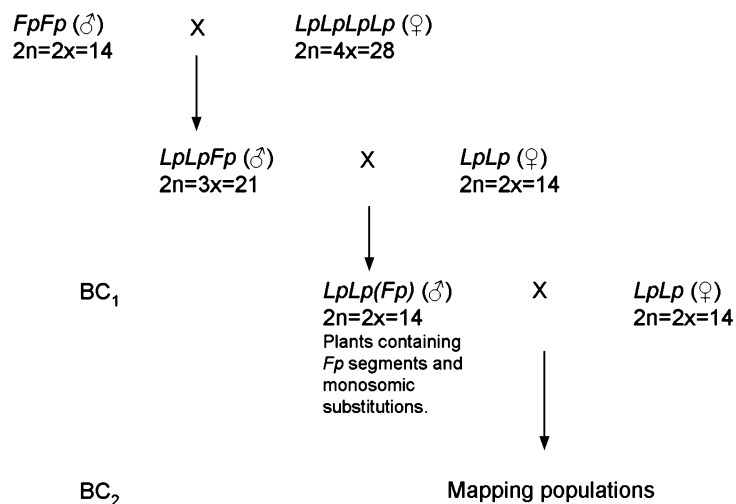 FpFp (♂) X LpLpLpLp (♀)
2n=2x=14 2n=4x=28
LpLpFp (♂) X LpLp (♀)
2n=3x=21 2n=2x=14
BC₁ LpLp(Fp) (♂) X LpLp (♀)
2n=2x=14 2n=2x=14
Plants containing
Fp segments and
monosomic
substitutions.
BC₂ Mapping populations